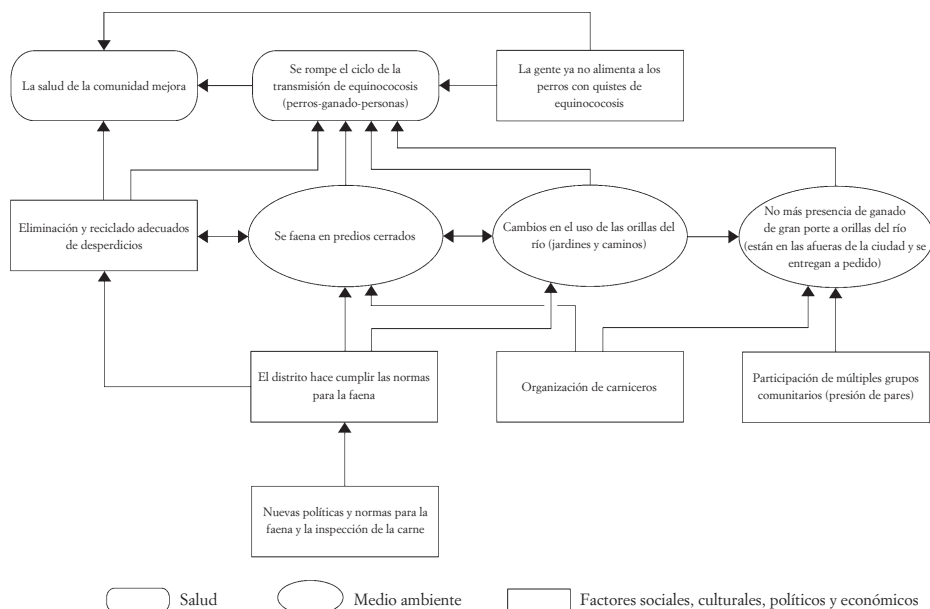 La salud de la comunidad mejora
Se rompe el ciclo de la
transmisión de equinococosis
(perros-ganado-personas)
La gente ya no alimenta a los
perros con quistes de
equinococosis
Eliminación y reciclado adecuados
de desperdicios
Se faena en predios cerrados
Cambios en el uso de las orillas del
río (jardines y caminos)
No más presencia de ganado
de gran porte a orillas del río
(están en las afueras de la ciudad y se
entregan a pedido)
El distrito hace cumplir las normas
para la faena
Organización de carniceros
Participación de múltiples grupos
comunitarios (presión de pares)
Nuevas políticas y normas para la
faena y la inspección de la carne
Salud
Medio ambiente
Factores sociales, culturales, políticos y económicos